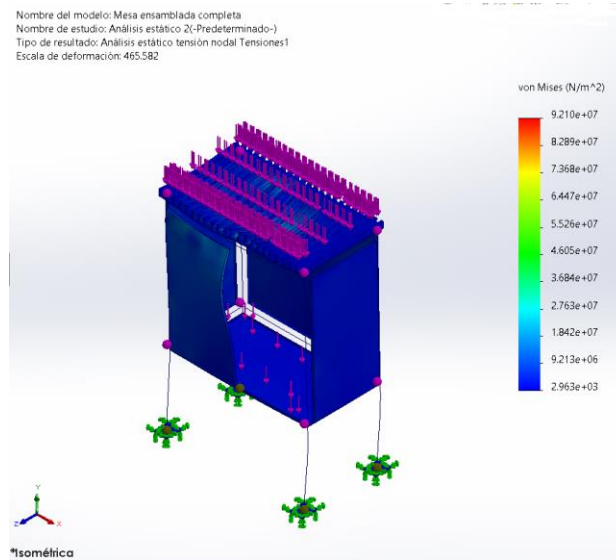 Nombre del modelo: Mesa ensamblada completa
Nombre de estudio: Análisis estático 2(-Predeterminado-)
Tipo de resultado: Análisis estático tensión nodal Tensiones1
Escala de deformación: 465.582
von Mises (N/m^2)
9.210e+07
8.289e+07
7.368e+07
6.447e+07
5.526e+07
4.605e+07
3.684e+07
2.763e+07
1.842e+07
9.213e+06
2.963e+03
Y
Z
X
*Isométrica